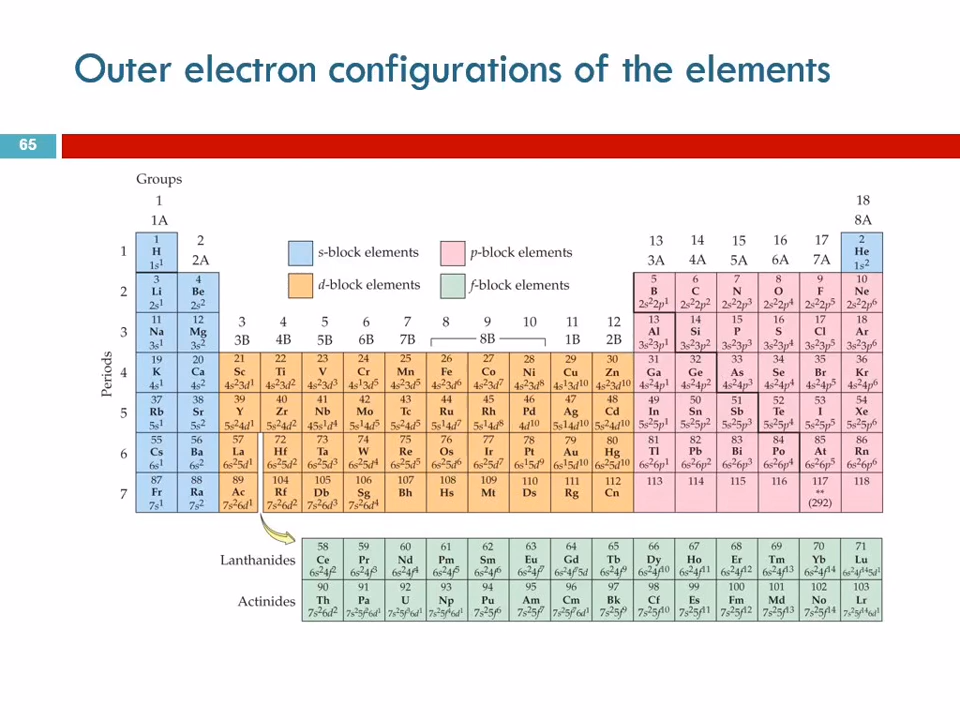 Outer electron configurations of the elements
65
Groups
1 18
1A 8A
1 2 13 14 15 16 17 2
1 H 2A s-block elements p-block elements 3A 4A 5A 6A 7A He
1s¹ 1s²
3 4 d-block elements f-block elements 5 6 7 8 9 10
2 Li Be B C N O F Ne
2s¹ 2s² 2s²2p¹ 2s²2p² 2s²2p³ 2s²2p⁴ 2s²2p⁵ 2s²2p⁶
11 12 3 4 5 6 7 8 9 10 11 12 13 14 15 16 17 18
3 Na Mg 3B 4B 5B 6B 7B 8B 1B 2B Al Si P S Cl Ar
3s¹ 3s² 3s²3p¹ 3s²3p² 3s²3p³ 3s²3p⁴ 3s²3p⁵ 3s²3p⁶
Periods
19 20 21 22 23 24 25 26 27 28 29 30 31 32 33 34 35 36
4 K Ca Sc Ti V Cr Mn Fe Co Ni Cu Zn Ga Ge As Se Br Kr
4s¹ 4s² 4s²3d¹ 4s²3d² 4s²3d³ 4s¹3d⁵ 4s²3d⁵ 4s²3d⁶ 4s²3d⁷ 4s²3d⁸ 4s¹3d¹⁰ 4s²3d¹⁰ 4s²4p¹ 4s²4p² 4s²4p³ 4s²4p⁴ 4s²4p⁵ 4s²4p⁶
37 38 39 40 41 42 43 44 45 46 47 48 49 50 51 52 53 54
5 Rb Sr Y Zr Nb Mo Tc Ru Rh Pd Ag Cd In Sn Sb Te I Xe
5s¹ 5s² 5s²4d¹ 5s²4d² 45s¹4d⁴ 5s¹4d⁵ 5s²4d⁵ 5s¹4d⁷ 5s¹4d⁸ 4d¹⁰ 5s¹4d¹⁰ 5s²4d¹⁰ 5s²5p¹ 5s²5p² 5s²5p³ 5s²5p⁴ 5s²5p⁵ 5s²5p⁶
55 56 57 72 73 74 75 76 77 78 79 80 81 82 83 84 85 86
6 Cs Ba La Hf Ta W Re Os Ir Pt Au Hg Tl Pb Bi Po At Rn
6s¹ 6s² 6s²5d¹ 6s²5d² 6s²5d³ 6s²5d⁴ 6s²5d⁵ 6s²5d⁶ 6s²5d⁷ 6s¹5d⁹ 6s¹5d¹⁰ 6s²5d¹⁰ 6s²6p¹ 6s²6p² 6s²6p³ 6s²6p⁴ 6s²6p⁵ 6s²6p⁶
87 88 89 104 105 106 107 108 109 110 111 112 113 114 115 116 117 118
7 Fr Ra Ac Rf Db Sg Bh Hs Mt Ds Rg Cn **
7s¹ 7s² 7s²6d¹ 7s²6d² 7s²6d³ 7s²6d⁴ (292)
58 59 60 61 62 63 64 65 66 67 68 69 70 71
Lanthanides Ce Pr Nd Pm Sm Eu Gd Tb Dy Ho Er Tm Yb Lu
6s²4f² 6s²4f³ 6s²4f⁴ 6s²4f⁵ 6s²4f⁶ 6s²4f⁷ 6s²4f⁷5d¹ 6s²4f⁹ 6s²4f¹⁰ 6s²4f¹¹ 6s²4f¹² 6s²4f¹³ 6s²4f¹⁴ 6s²4f¹⁴5d¹
90 91 92 93 94 95 96 97 98 99 100 101 102 103
Actinides Th Pa U Np Pu Am Cm Bk Cf Es Fm Md No Lr
7s²6d² 7s²5f²6d¹ 7s²5f³6d¹ 7s²5f⁴6d¹ 7s²5f⁶ 7s²5f⁷ 7s²5f⁷6d¹ 7s²5f⁹ 7s²5f¹⁰ 7s²5f¹¹ 7s²5f¹² 7s²5f¹³ 7s²5f¹⁴ 7s²5f¹⁴6d¹